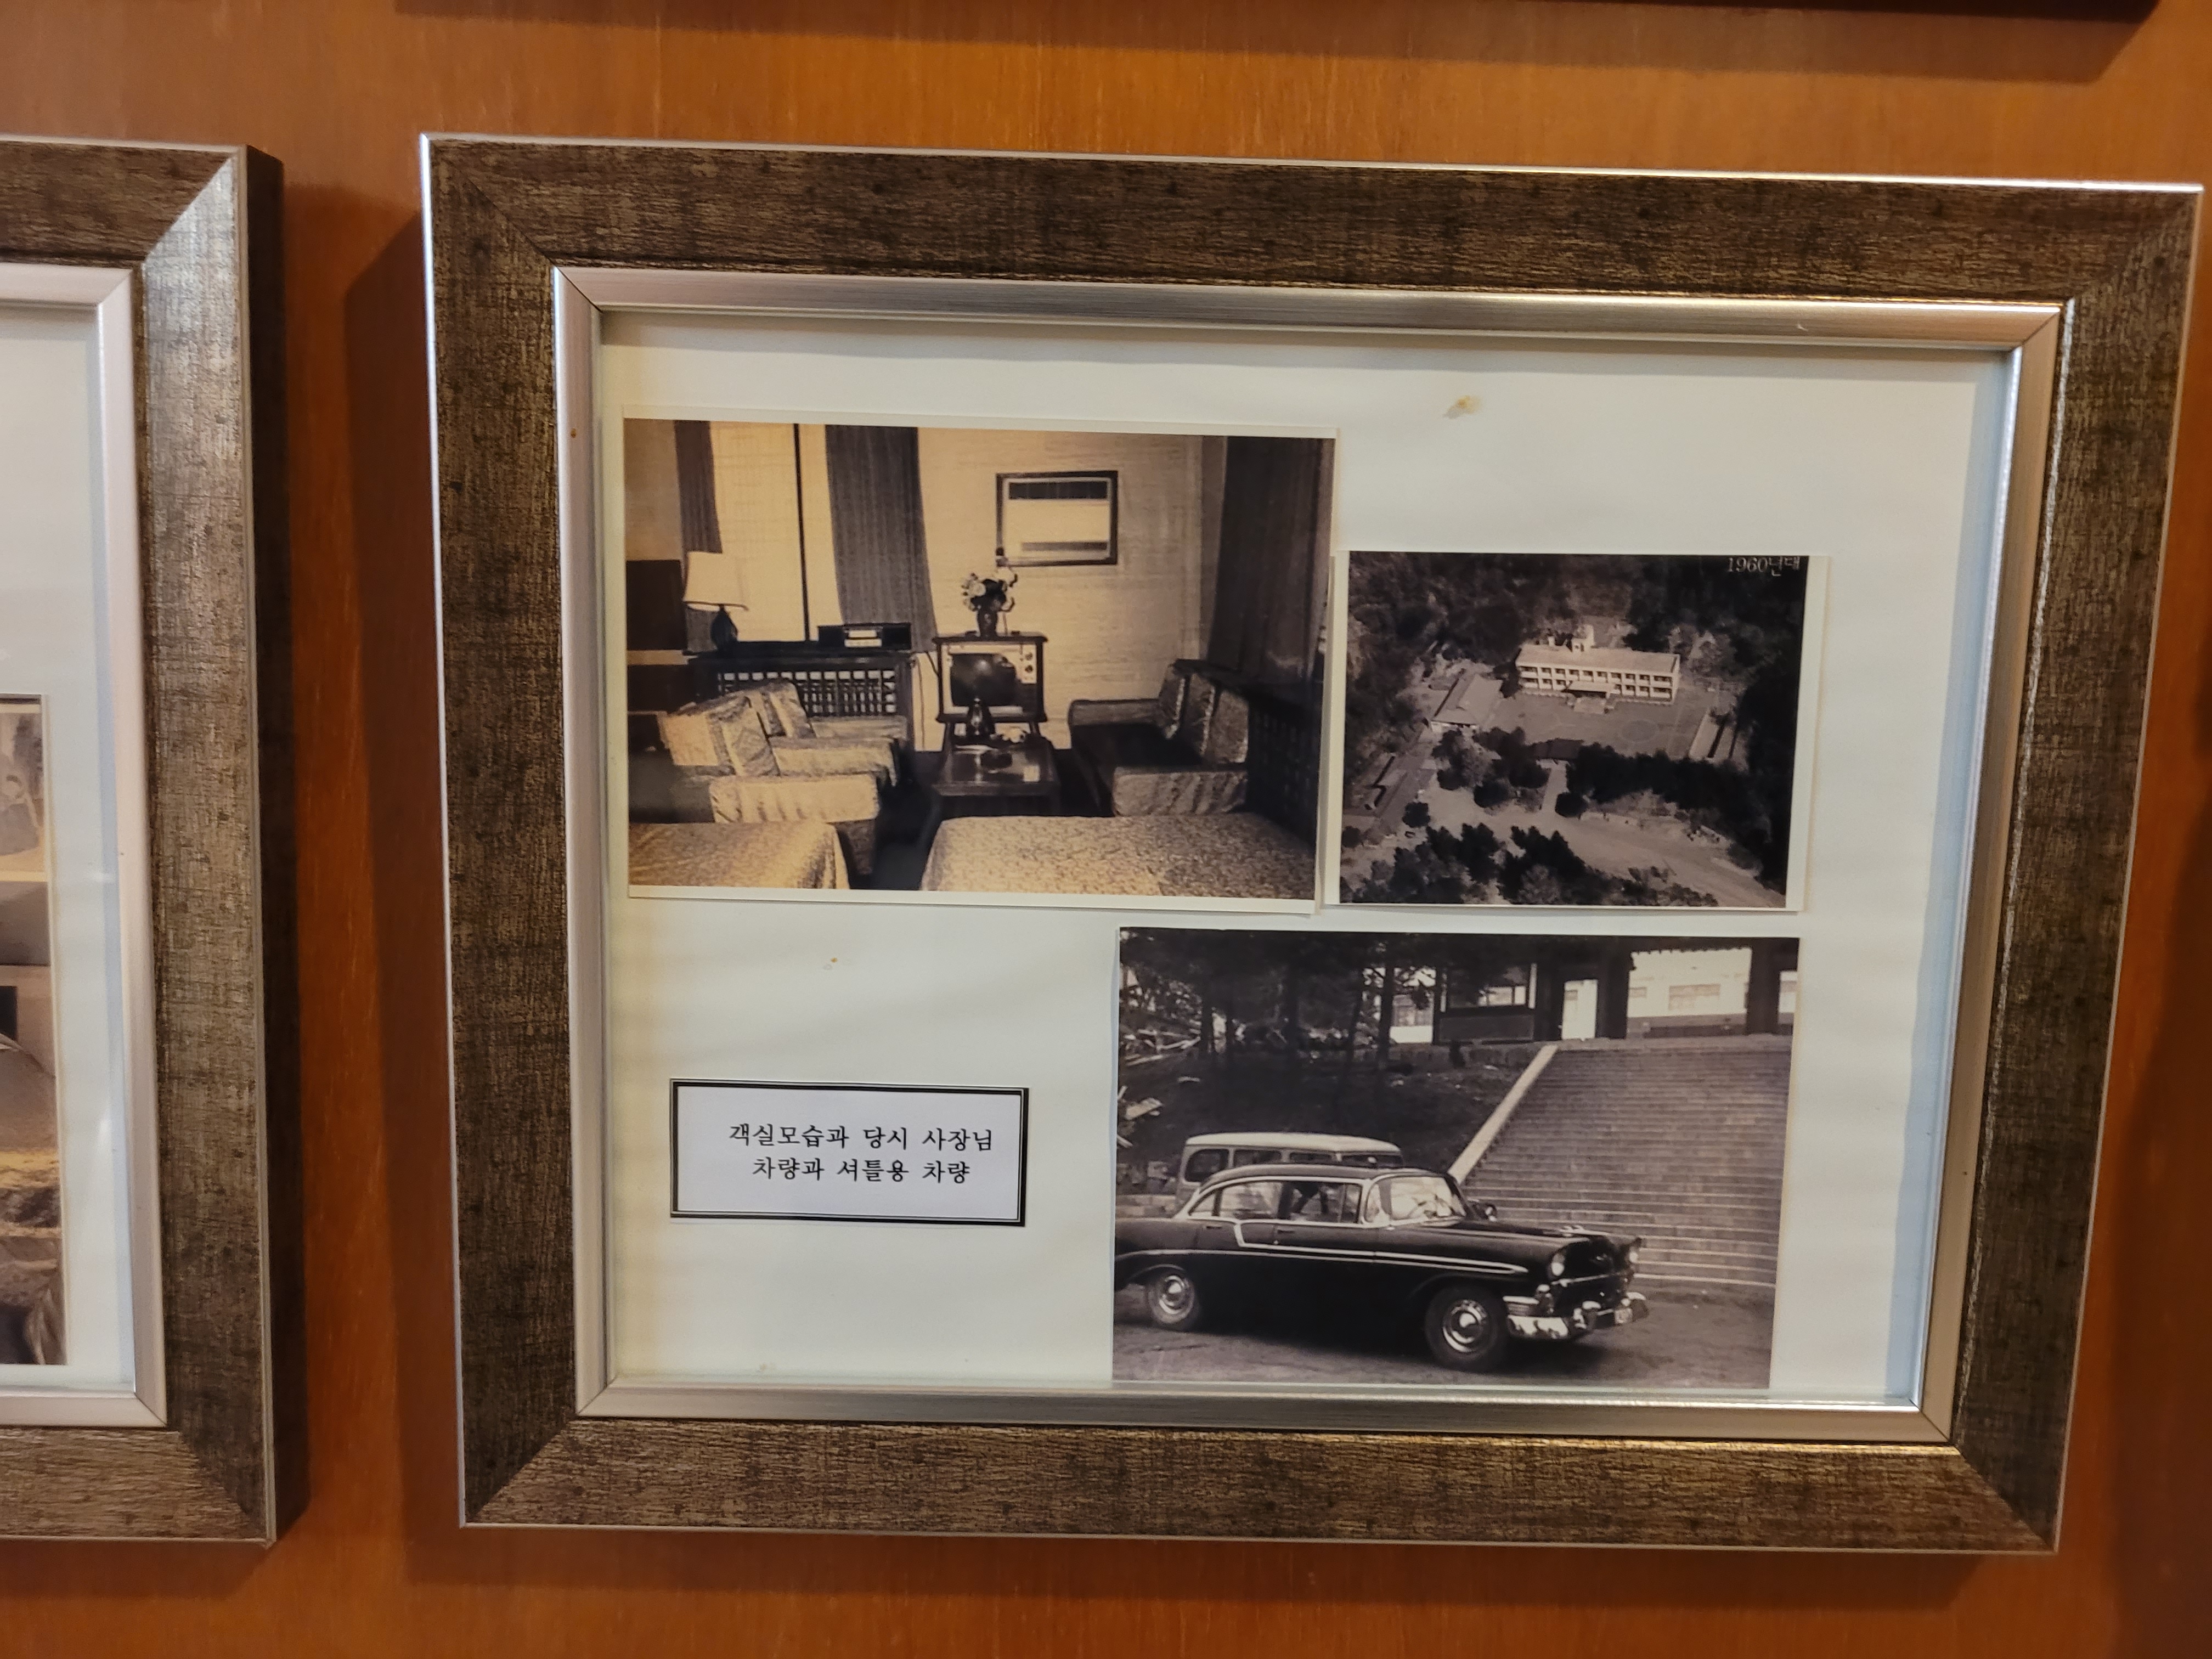 1960년대
객실모습과 당시 사장님
차량과 셔틀용 차량